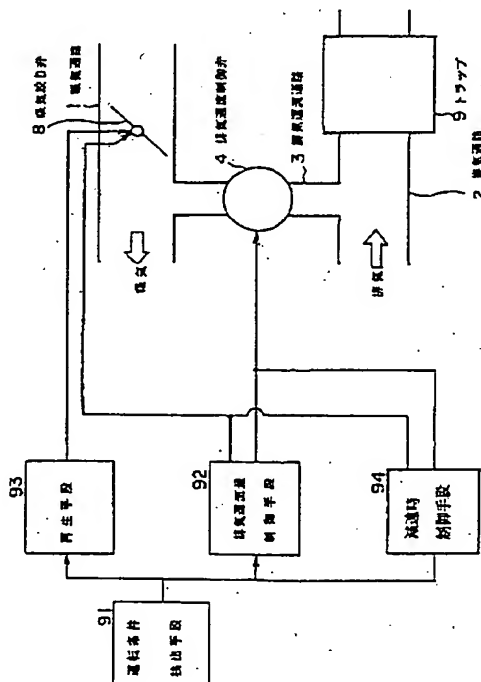 8 吸気絞り弁
1 吸気通路
4 排気還流制御弁
3 排気還流通路
9 トラップ
2 排気通路
吸気
排気
93
再生手段
92
排気還流量
制御手段
94
減速時
制御手段
91
運転条件
検出手段